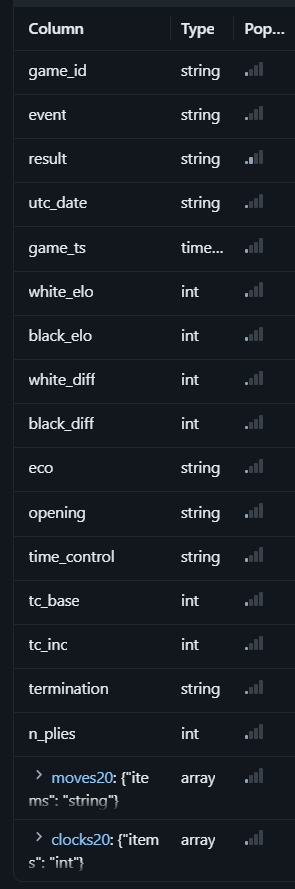 Column Type Pop...
game_id string
event string
result string
utc_date string
game_ts time...
white_elo int
black_elo int
white_diff int
black_diff int
eco string
opening string
time_control string
tc_base int
tc_inc int
termination string
n_plies int
moves20: {"ite array
ms": "string"}
clocks20: {"item array
s": "int"}